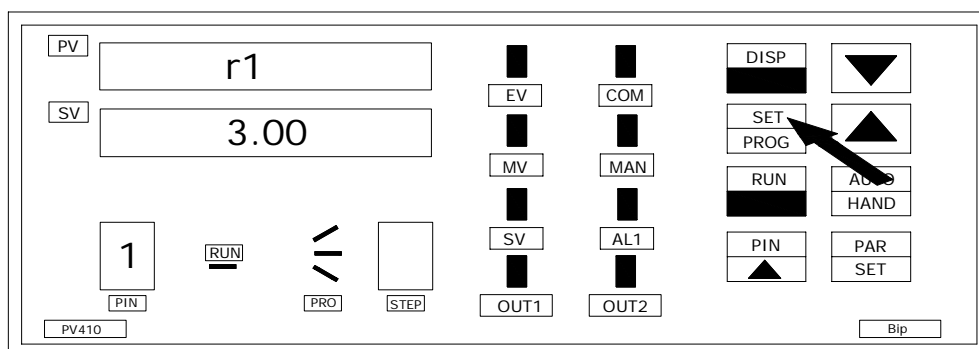 PV
r1
SV
3.00
1
PIN
RUN
PRO
STEP
PV410
EV
COM
MV
MAN
SV
AL1
OUT1
OUT2
DISP
SET
PROG
RUN
AUTO
HAND
PIN
PAR
SET
Bip